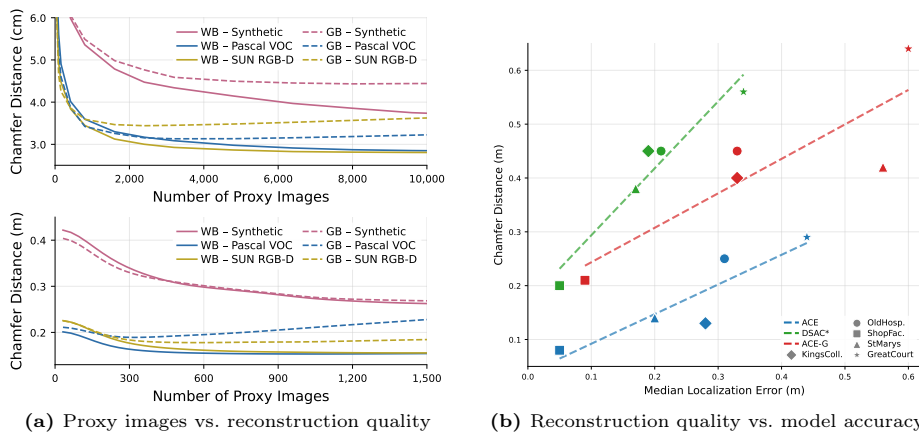 6.0
5.0
4.0
3.0
Chamfer Distance (cm)
WB – Synthetic
WB – Pascal VOC
WB – SUN RGB-D
GB – Synthetic
GB – Pascal VOC
GB – SUN RGB-D
0 2,000 4,000 6,000 8,000 10,000
Number of Proxy Images
0.4
0.3
0.2
Chamfer Distance (m)
WB – Synthetic
WB – Pascal VOC
WB – SUN RGB-D
GB – Synthetic
GB – Pascal VOC
GB – SUN RGB-D
0 300 600 900 1,200 1,500
Number of Proxy Images
(a) Proxy images vs. reconstruction quality
0.6
0.5
0.4
0.3
0.2
0.1
Chamfer Distance (m)
ACE
DSAC*
ACE-G
KingsColl.
OldHosp.
ShopFac.
StMarys
GreatCourt
0.0 0.1 0.2 0.3 0.4 0.5 0.6
Median Localization Error (m)
(b) Reconstruction quality vs. model accuracy